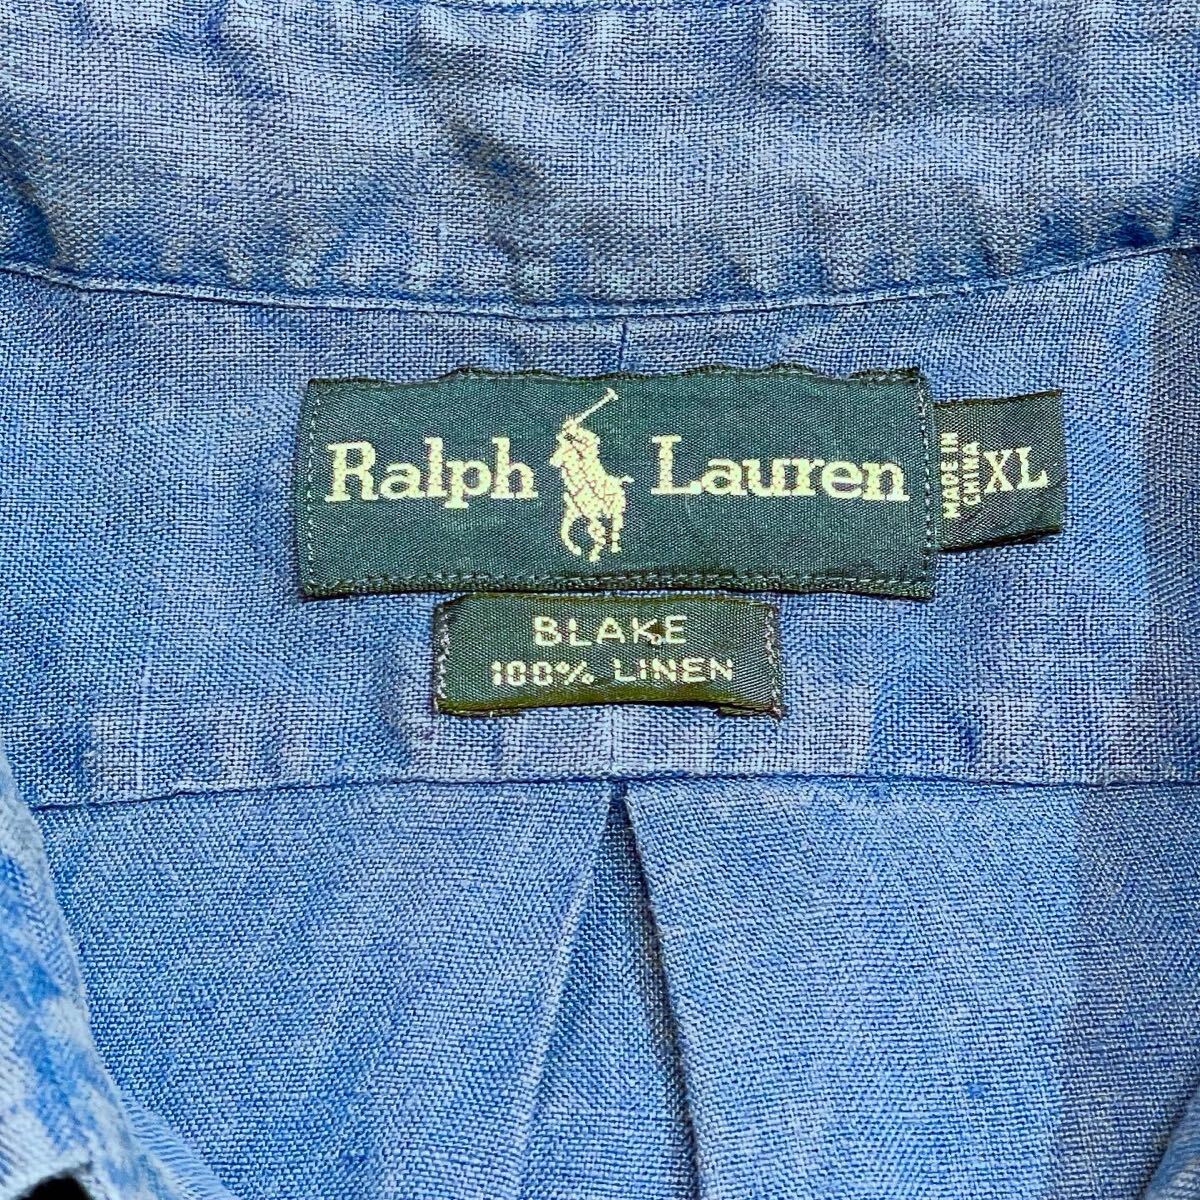 Ralph Lauren
MADE IN
CHINA
XL
BLAKE
100% LINEN